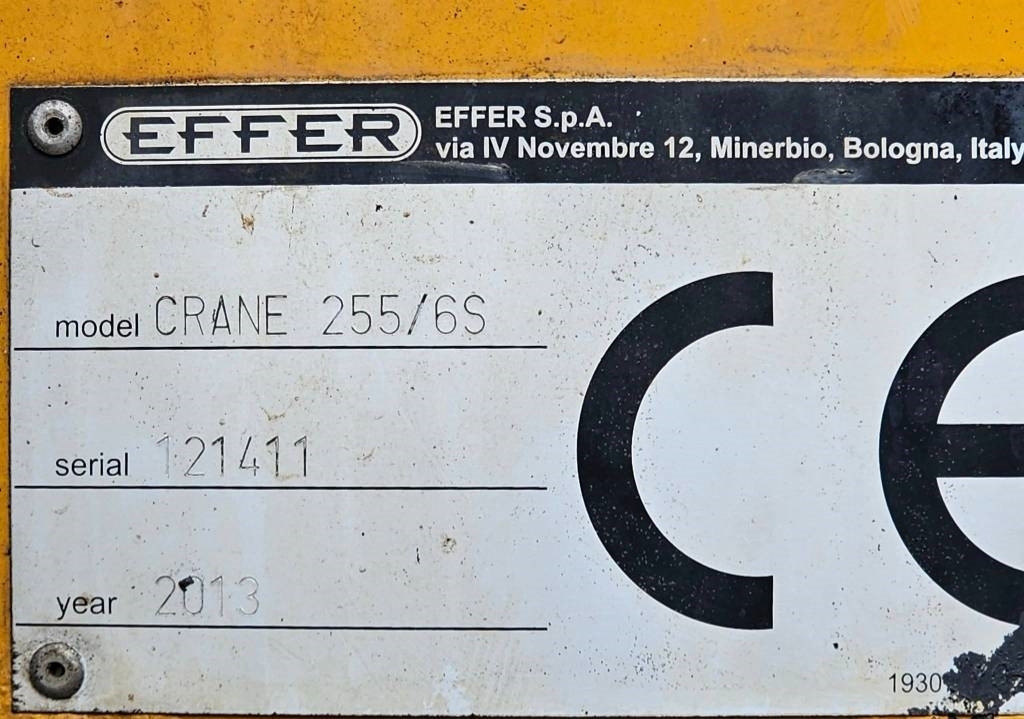 EFFER
EFFER S.p.A.
via IV Novembre 12, Minerbio, Bologna, Italy
model CRANE 255/6S
serial 121411
year 2013
CE
1930